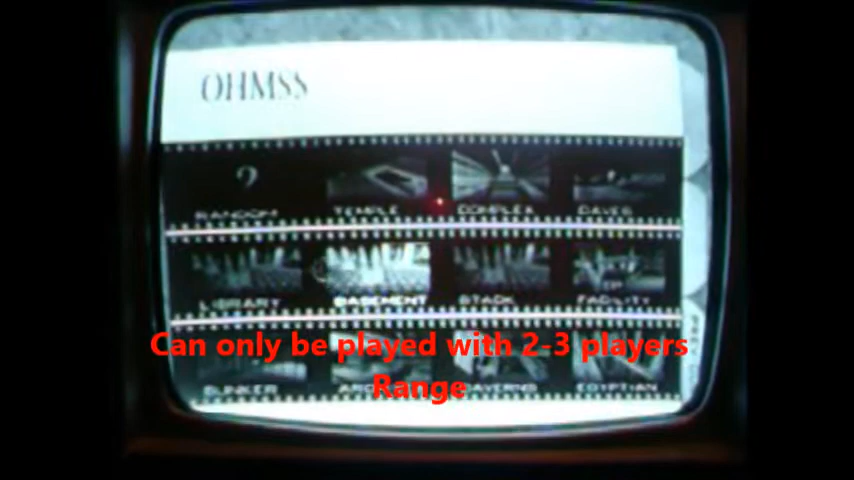 OHMSS
?
RANDOM TEMPLE COMPLEX CAVES
LIBRARY BASEMENT STACK FACILITY
Can only be played with 2-3 players
Range
BUNKER CAVERNS EGYPTIAN